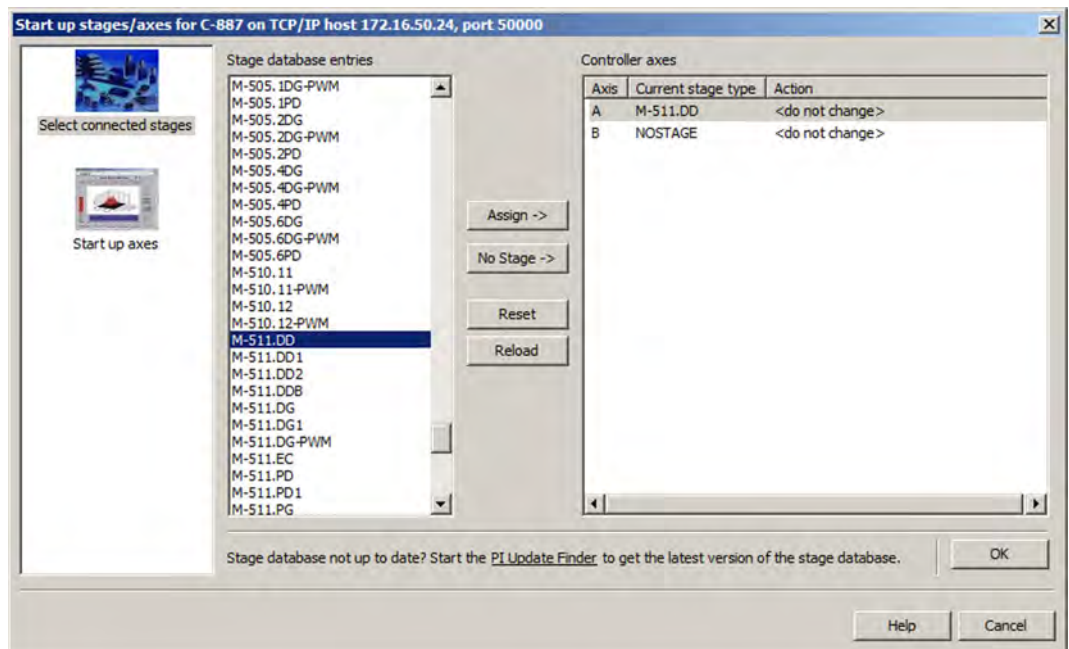 Start up stages/axes for C-887 on TCP/IP host 172.16.50.24, port 50000
Select connected stages
Start up axes
Stage database entries
M-505.1DG-PWM
M-505.1PD
M-505.2DG
M-505.2DG-PWM
M-505.2PD
M-505.4DG
M-505.4DG-PWM
M-505.4PD
M-505.6DG
M-505.6DG-PWM
M-505.6PD
M-510.11
M-510.11-PWM
M-510.12
M-510.12-PWM
M-511.DD
M-511.DD1
M-511.DD2
M-511.DDB
M-511.DG
M-511.DG1
M-511.DG-PWM
M-511.EC
M-511.PD
M-511.PD1
M-511.PG
Assign ->
No Stage ->
Reset
Reload
Controller axes
Axis Current stage type Action
A M-511.DD <do not change>
B NOSTAGE <do not change>
Stage database not up to date? Start the PI Update Finder to get the latest version of the stage database.
OK
Help Cancel